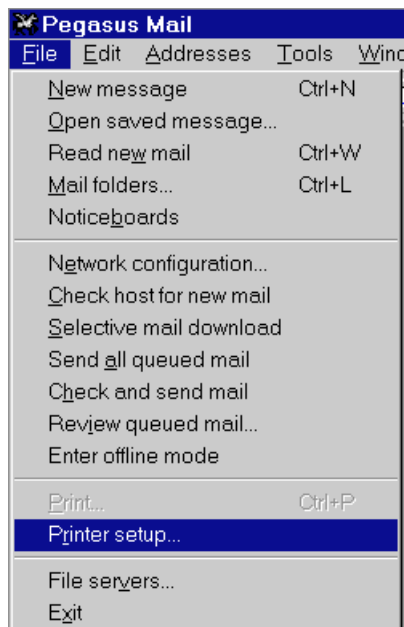 Pegasus Mail
File Edit Addresses Tools
New message Ctrl+N
Open saved message...
Read new mail Ctrl+W
Mail folders... Ctrl+L
Noticeboards
Network configuration...
Check host for new mail
Selective mail download
Send all queued mail
Check and send mail
Review queued mail...
Enter offline mode
Print... Ctrl+P
Printer setup...
File servers...
Exit